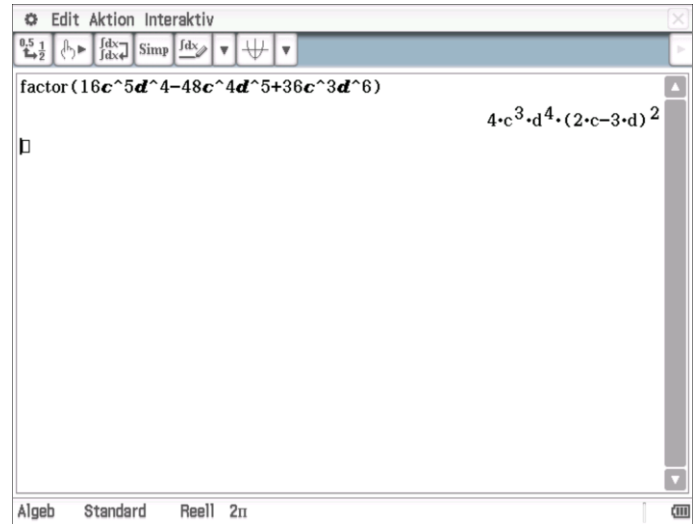 Edit Aktion Interaktiv
0.5 1/2 ∫dx ∫dx Simp ∫dx
factor(16c^5d^4−48c^4d^5+36c^3d^6)
4·c³·d⁴·(2·c−3·d)²
Algeb Standard Reell 2π